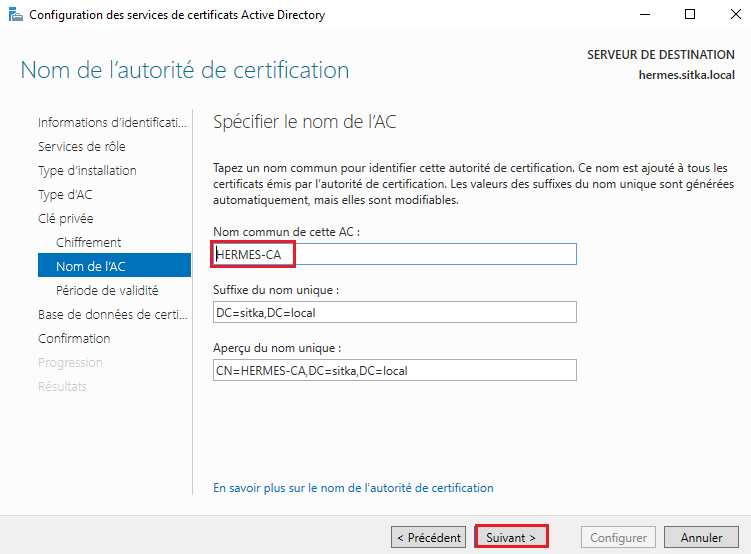 Configuration des services de certificats Active Directory
Nom de l'autorité de certification
SERVEUR DE DESTINATION
hermes.sitka.local
Informations d'identificati...
Services de rôle
Type d'installation
Type d'AC
Clé privée
Chiffrement
Nom de l'AC
Période de validité
Base de données de certi...
Confirmation
Progression
Résultats
Spécifier le nom de l'AC
Tapez un nom commun pour identifier cette autorité de certification. Ce nom est ajouté à tous les
certificats émis par l'autorité de certification. Les valeurs des suffixes du nom unique sont générées
automatiquement, mais elles sont modifiables.
Nom commun de cette AC :
HERMES-CA
Suffixe du nom unique :
DC=sitka,DC=local
Aperçu du nom unique :
CN=HERMES-CA,DC=sitka,DC=local
En savoir plus sur le nom de l'autorité de certification
< Précédent
Suivant >
Configurer
Annuler